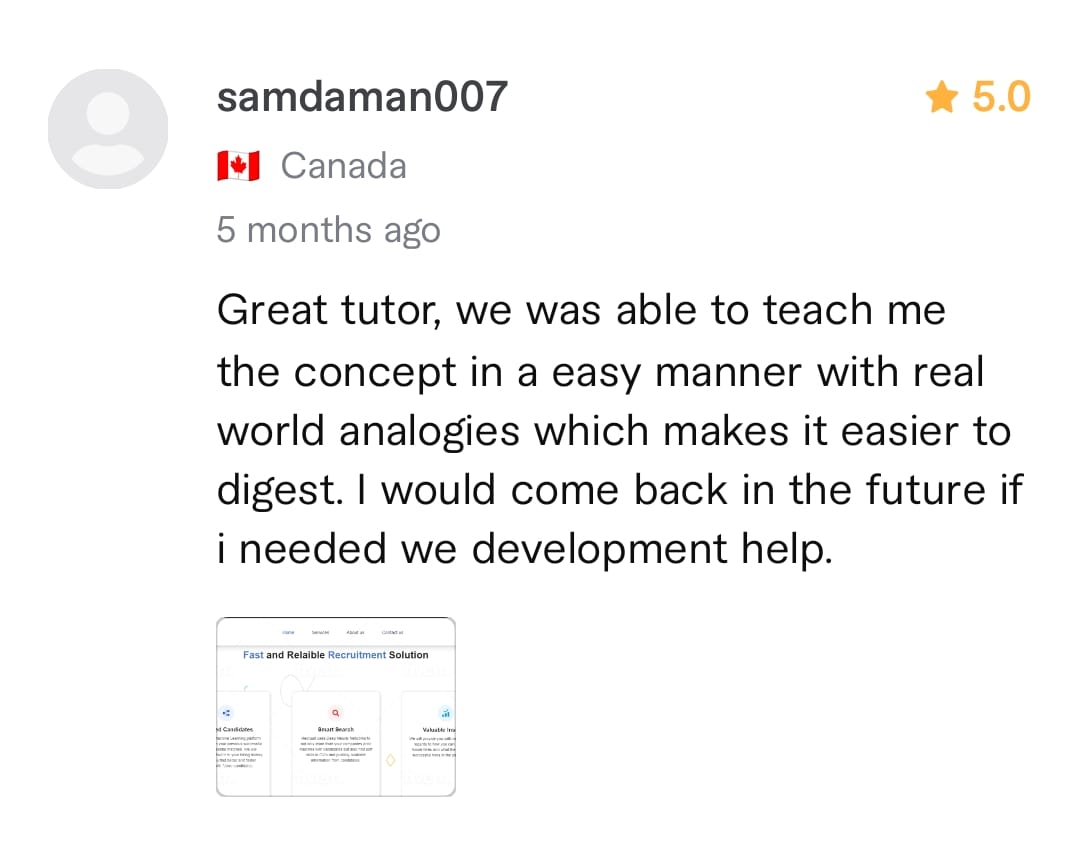 samdaman007
5.0
Canada
5 months ago
Great tutor, we was able to teach me
the concept in a easy manner with real
world analogies which makes it easier to
digest. I would come back in the future if
i needed we development help.
Home Services About us Contact us
Fast and Relaible Recruitment Solution
d Candidates
Smart Search
Valuable Ins